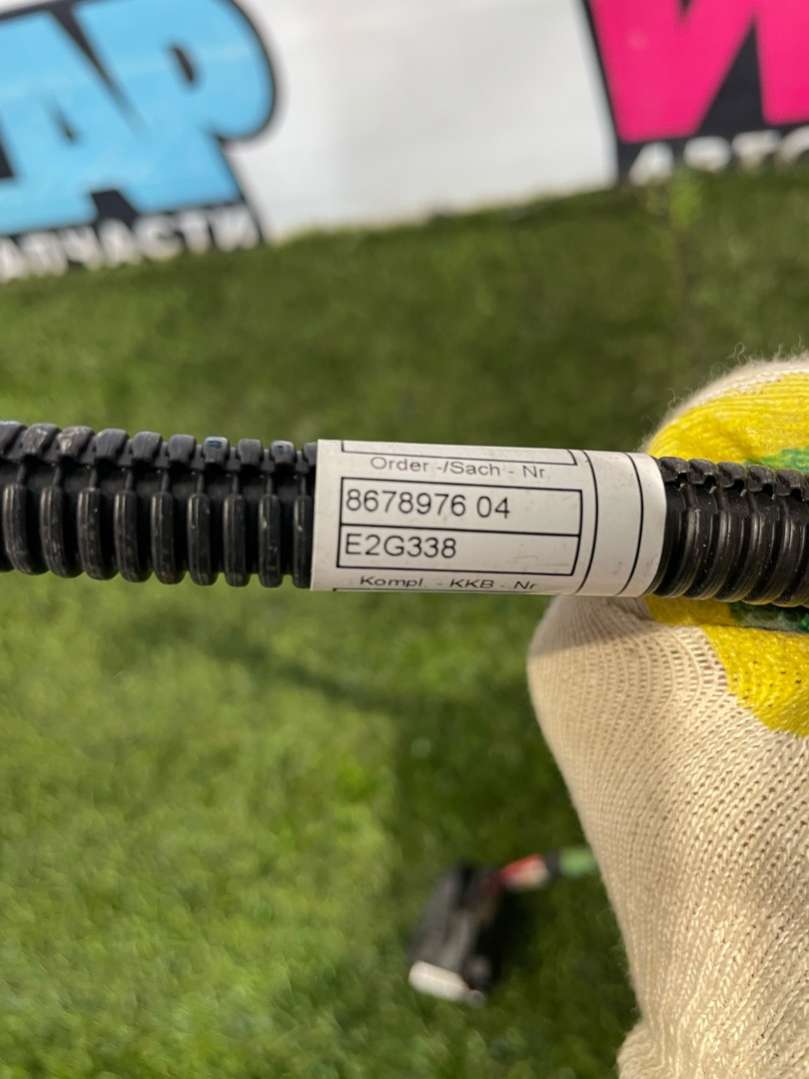 Order -/Sach - Nr
8678976 04
E2G338
Kompl. - KKB - Nr